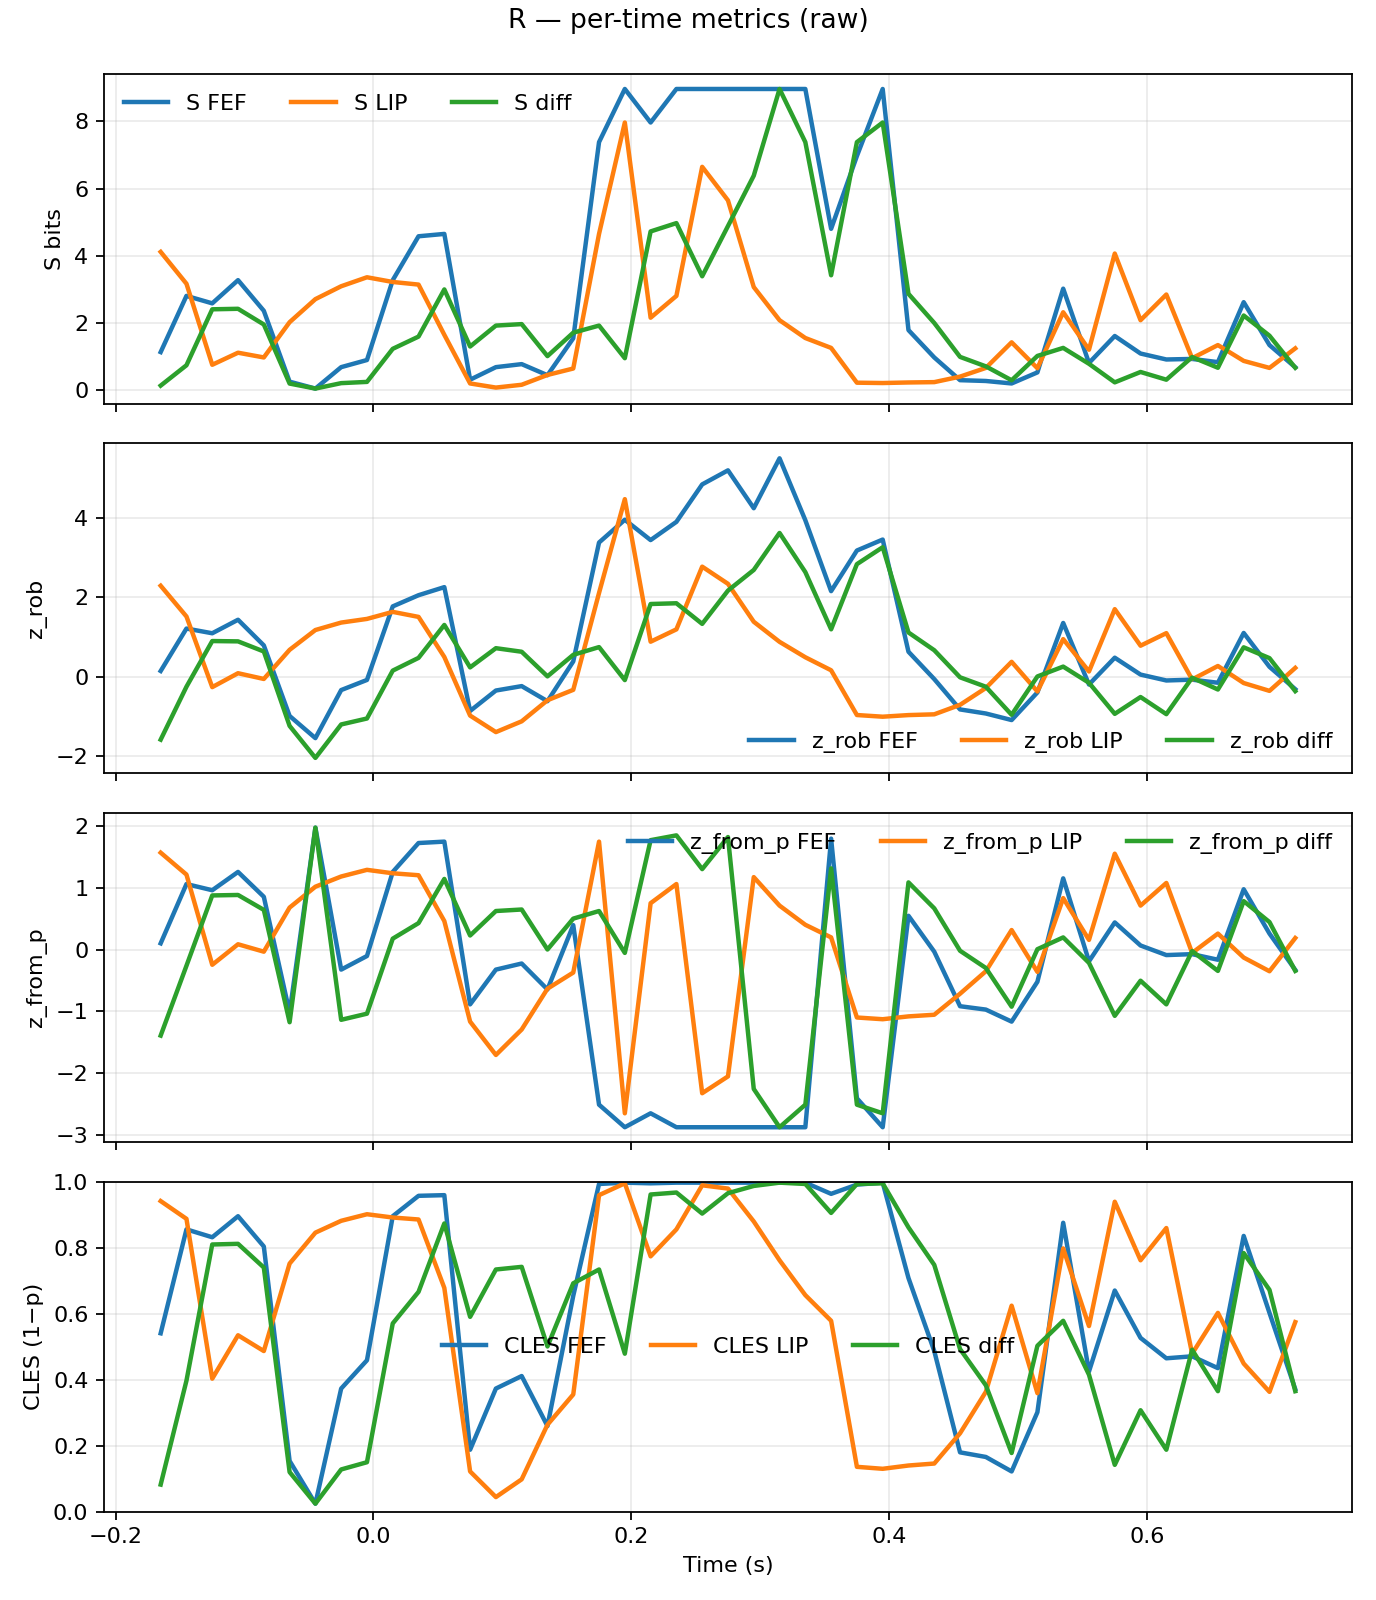 R — per-time metrics (raw)
S FEF S LIP S diff
8
6
4
2
0
S bits
4
2
0
−2
z_rob
z_rob FEF z_rob LIP z_rob diff
2
1
0
−1
−2
−3
z_from_p
z_from_p FEF z_from_p LIP z_from_p diff
1.0
0.8
0.6
0.4
0.2
0.0
CLES (1−p)
CLES FEF CLES LIP CLES diff
−0.2 0.0 0.2 0.4 0.6
Time (s)